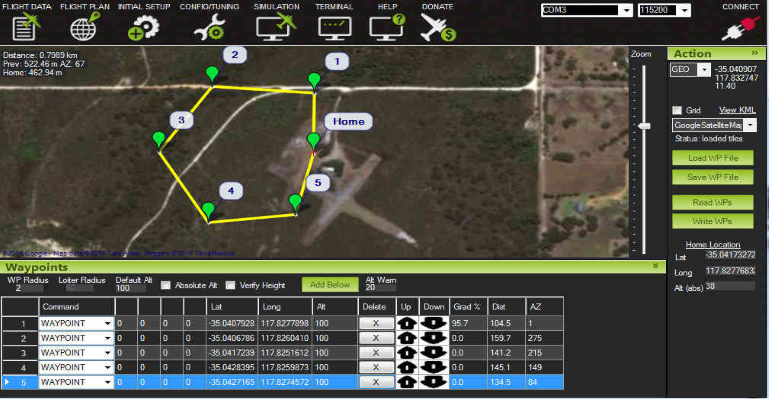 FLIGHT DATA FLIGHT PLAN INITIAL SETUP CONFIG/TUNING SIMULATION TERMINAL HELP DONATE COM3 115200 CONNECT
Distance: 0.7989 km
Prev: 522.46 m AZ: 67
Home: 462.94 m
2
1
Home
3
4
5
Zoom
Action
GEO -35.040907
117.832747
11.40
Grid View KML
GoogleSatelliteMap
Status: loaded tiles
Load WP File
Save WP File
Read WPs
Write WPs
Home Location
Lat -35.04173272
Long 117.8277683
Alt (abs) 38
Waypoints
WP Radius Loiter Radius Default Alt Alt Warn
2 100 Absolute Alt Verify Height Add Below 20
Command Lat Long Alt Delete Up Down Grad % Dist AZ
1 WAYPOINT 0 0 0 0 -35.0407928 117.8277898 100 X 95.7 104.5 1
2 WAYPOINT 0 0 0 0 -35.0406786 117.8260410 100 X 0.0 159.7 275
3 WAYPOINT 0 0 0 0 -35.0417239 117.8251612 100 X 0.0 141.2 215
4 WAYPOINT 0 0 0 0 -35.0428395 117.8259873 100 X 0.0 145.1 149
5 WAYPOINT 0 0 0 0 -35.0427165 117.8274572 100 X 0.0 134.5 84